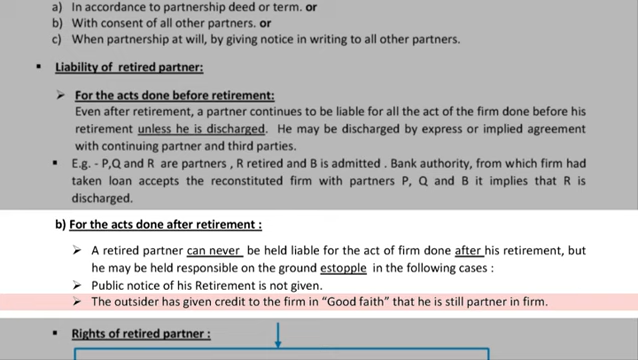 a) In accordance to partnership deed or term. or
b) With consent of all other partners. or
c) When partnership at will, by giving notice in writing to all other partners.
▪ Liability of retired partner:
➢ For the acts done before retirement:
Even after retirement, a partner continues to be liable for all the act of the firm done before his
retirement unless he is discharged. He may be discharged by express or implied agreement
with continuing partner and third parties.
▪ E.g. - P,Q and R are partners , R retired and B is admitted . Bank authority, from which firm had
taken loan accepts the reconstituted firm with partners P, Q and B it implies that R is
discharged.
b) For the acts done after retirement :
➢ A retired partner can never be held liable for the act of firm done after his retirement, but
he may be held responsible on the ground estopple in the following cases :
➢ Public notice of his Retirement is not given.
➢ The outsider has given credit to the firm in “Good faith” that he is still partner in firm.
▪ Rights of retired partner :